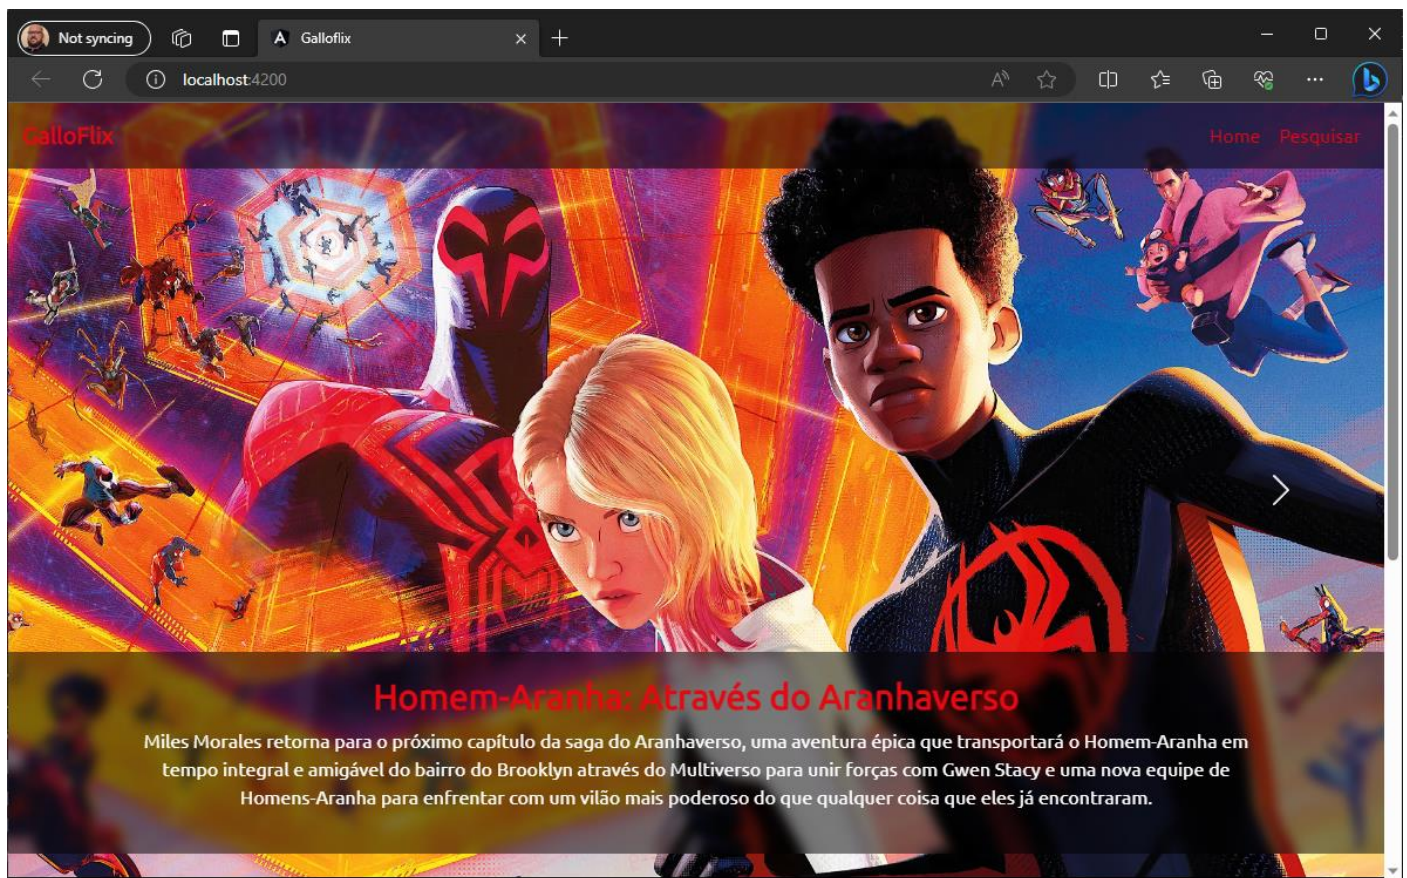 Not syncing
Galloflix
localhost:4200
GalloFlix
Home Pesquisar
Homem-Aranha: Através do Aranhaverso
Miles Morales retorna para o próximo capítulo da saga do Aranhaverso, uma aventura épica que transportará o Homem-Aranha em
tempo integral e amigável do bairro do Brooklyn através do Multiverso para unir forças com Gwen Stacy e uma nova equipe de
Homens-Aranha para enfrentar com um vilão mais poderoso do que qualquer coisa que eles já encontraram.